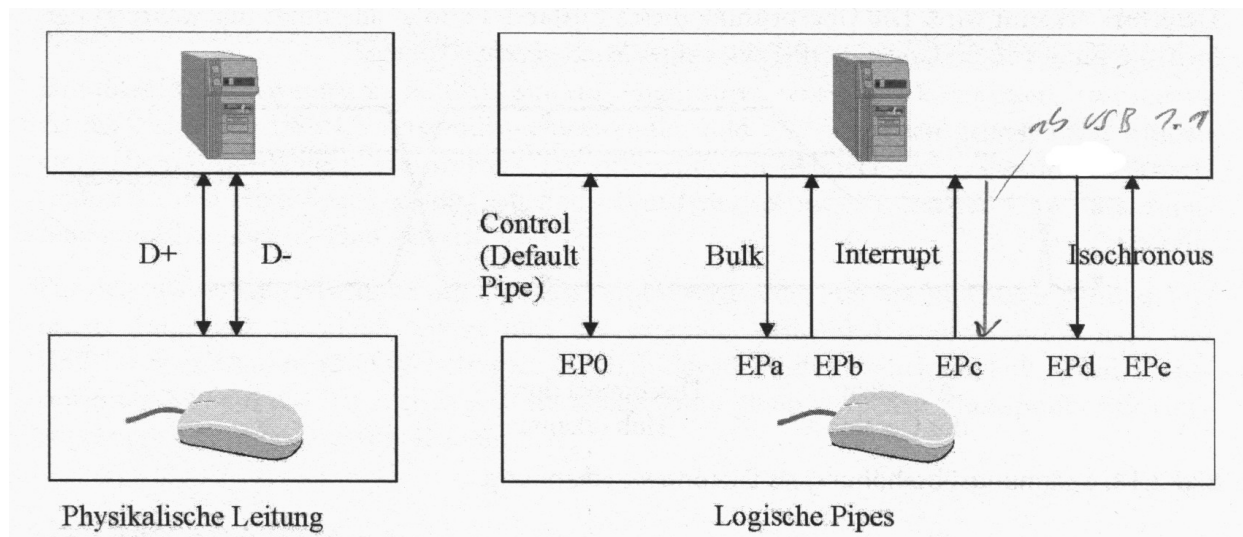 ab USB 1.1
D+
D-
Control
(Default
Pipe)
Bulk
Interrupt
Isochronous
EP0
EPa
EPb
EPc
EPd
EPe
Physikalische Leitung
Logische Pipes